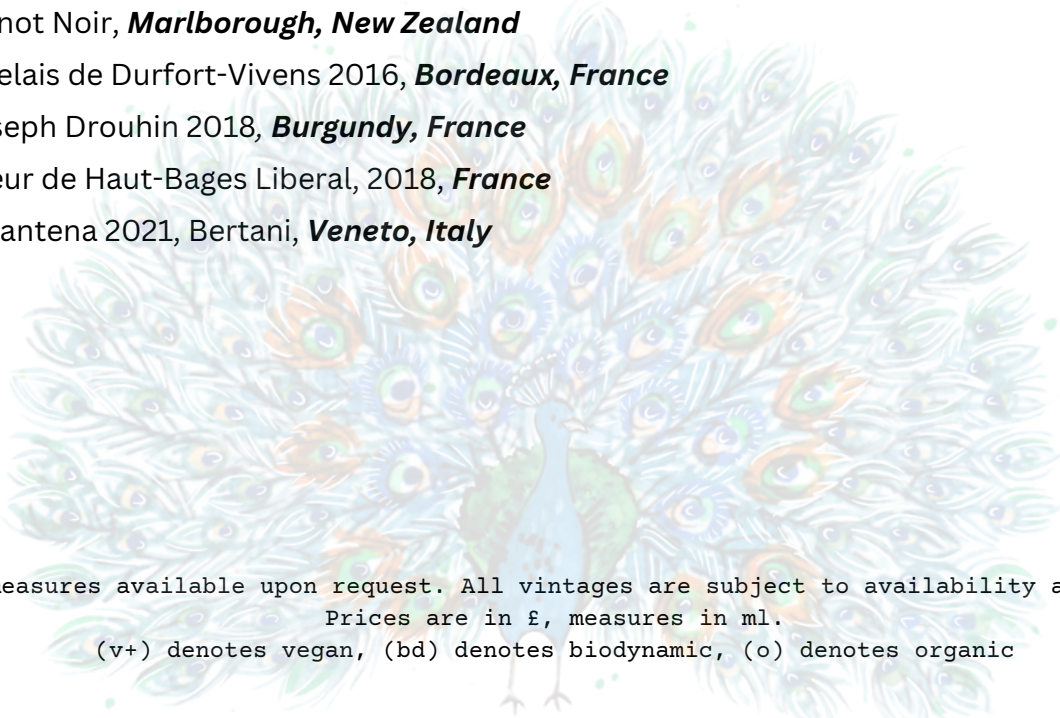 not Noir, Marlborough, New Zealand
elais de Durfort-Vivens 2016, Bordeaux, France
seph Drouhin 2018, Burgundy, France
eur de Haut-Bages Liberal, 2018, France
antena 2021, Bertani, Veneto, Italy
measures available upon request. All vintages are subject to availability a
Prices are in £, measures in ml.
(v+) denotes vegan, (bd) denotes biodynamic, (o) denotes organic